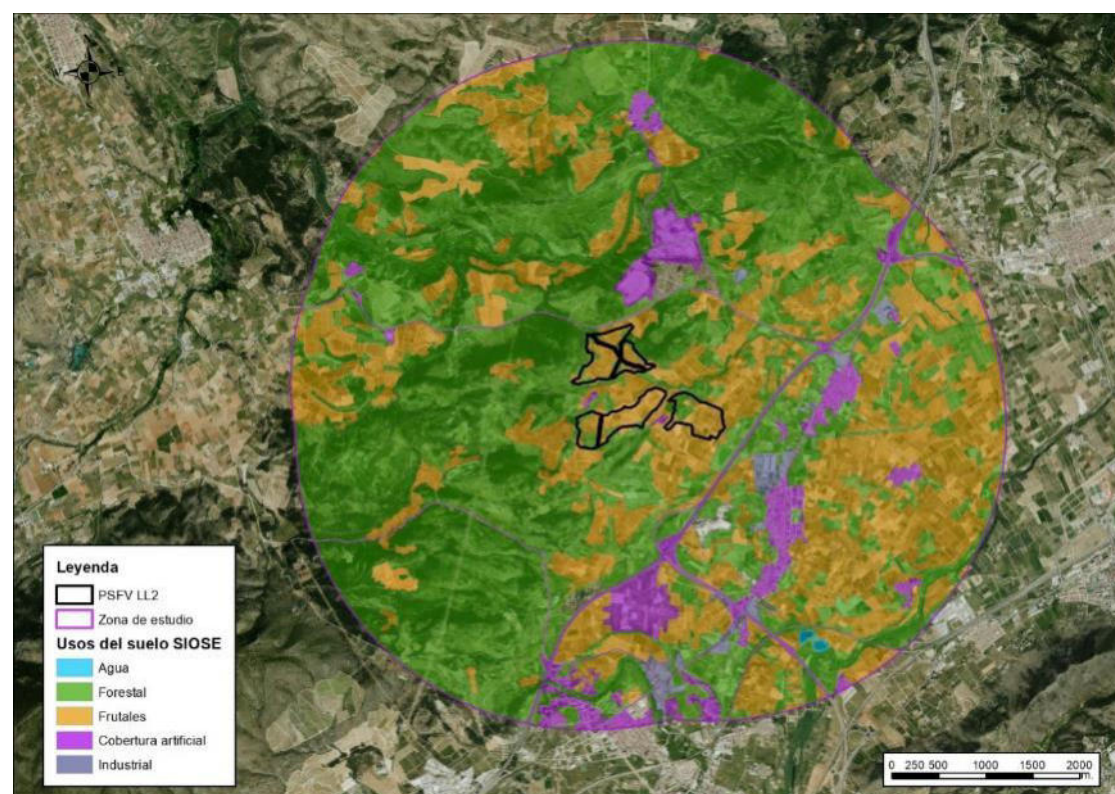 Leyenda
PSFV LL2
Zona de estudio
Usos del suelo SIOSE
Agua
Forestal
Frutales
Cobertura artificial
Industrial
0 250 500 1000 1500 2000
m.